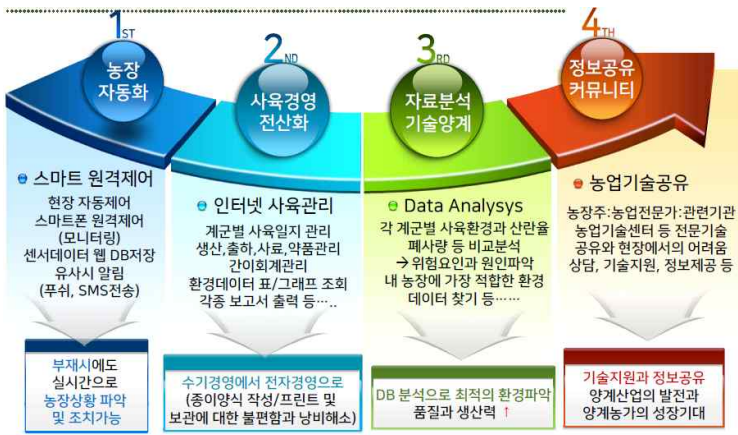 1ST
농장
자동화
스마트 원격제어
현장 자동제어
스마트폰 원격제어
(모니터링)
센서데이터 웹 DB저장
유사시 알림
(푸쉬, SMS전송)
부재시에도
실시간으로
농장상황 파악
및 조치가능
2ND
사육경영
전산화
인터넷 사육관리
계군별 사육일지 관리
생산,출하,사료,약품관리
간이회계관리
환경데이터 표/그래프 조회
각종 보고서 출력 등…..
수기경영에서 전자경영으로
(종이양식 작성/프린트 및
보관에 대한 불편함과 낭비해소)
3RD
자료분석
기술양계
Data Analysys
각 계군별 사육환경과 산란율
폐사량 등 비교분석
→위험요인과 원인파악
내 농장에 가장 적합한 환경
데이터 찾기 등……
DB 분석으로 최적의 환경파악
품질과 생산력 ↑
4TH
정보공유
커뮤니티
농업기술공유
농장주:농업전문가:관련기관
농업기술센터 등 전문기술
공유와 현장에서의 어려움
상담, 기술지원, 정보제공 등
기술지원과 정보공유
양계산업의 발전과
양계농가의 성장기대